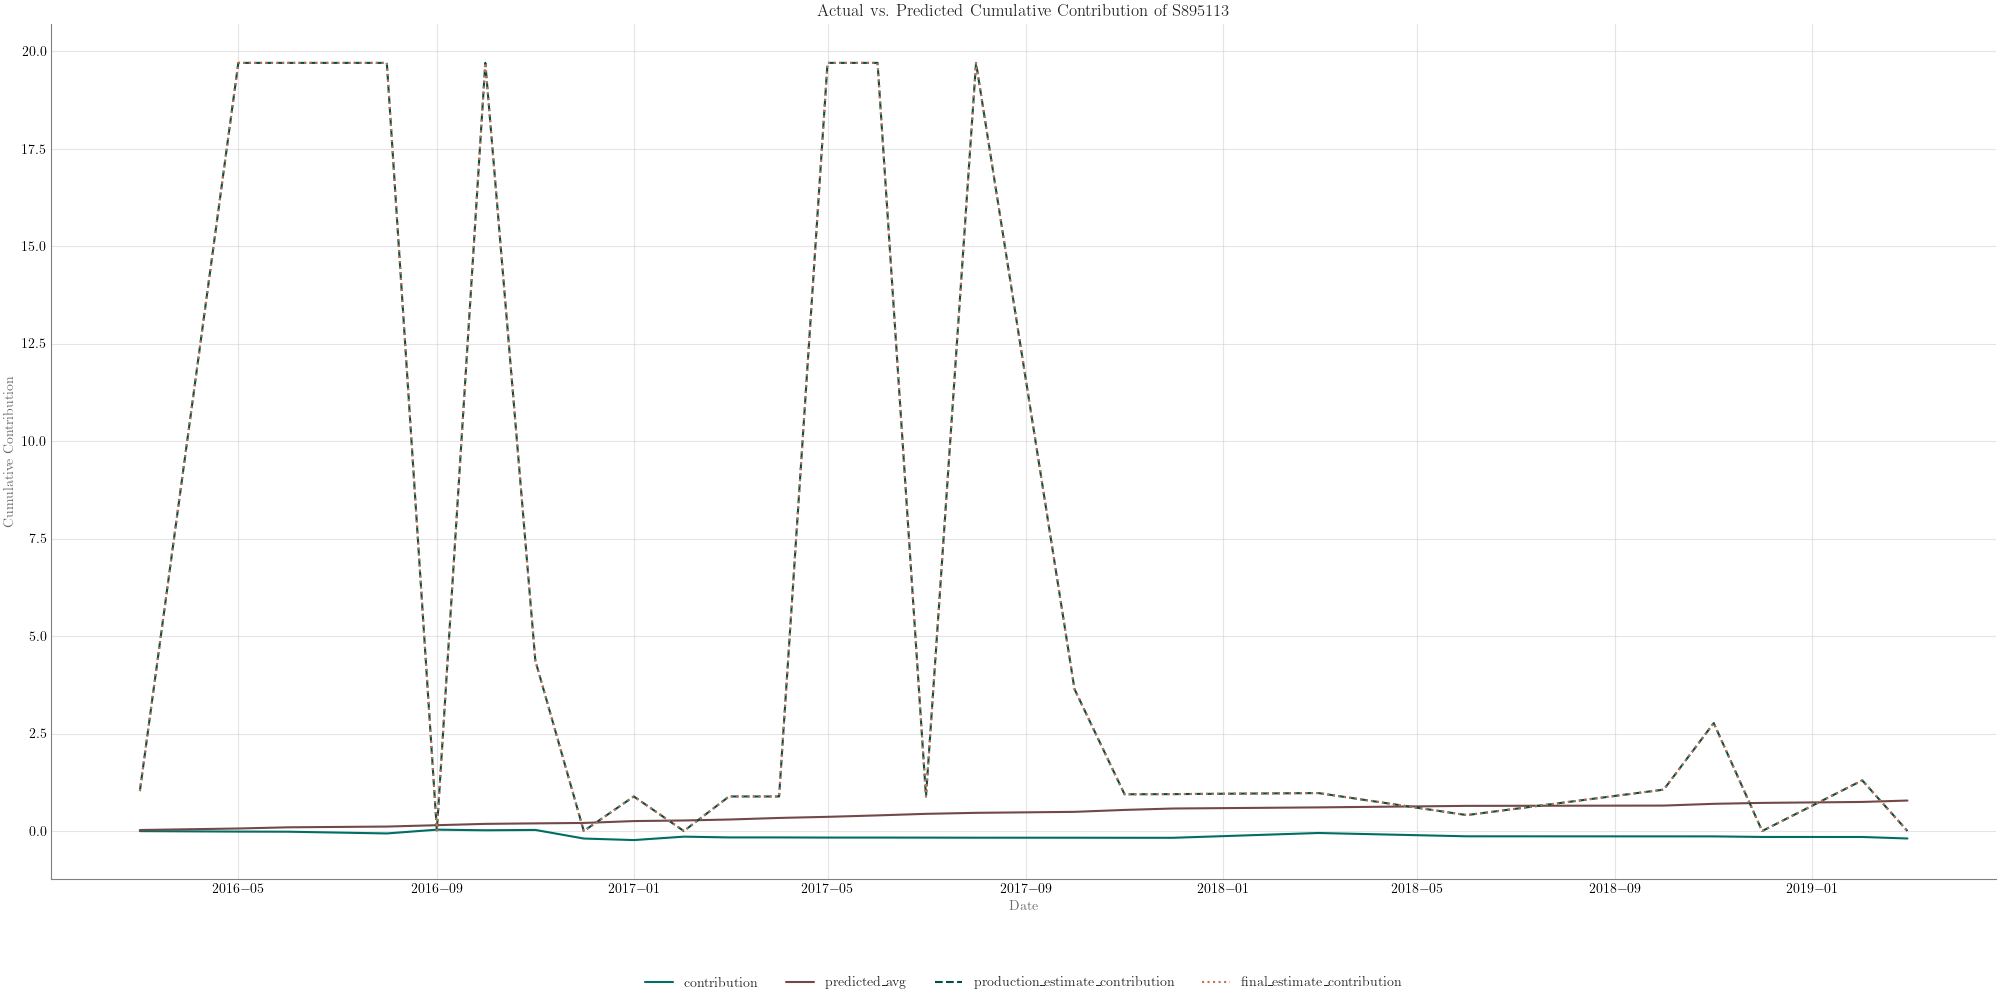 Actual vs. Predicted Cumulative Contribution of S895113
20.0
17.5
15.0
12.5
10.0
7.5
5.0
2.5
0.0
Cumulative Contribution
2016−05 2016−09 2017−01 2017−05 2017−09 2018−01 2018−05 2018−09 2019−01
Date
contribution predicted_avg production_estimate_contribution final_estimate_contribution